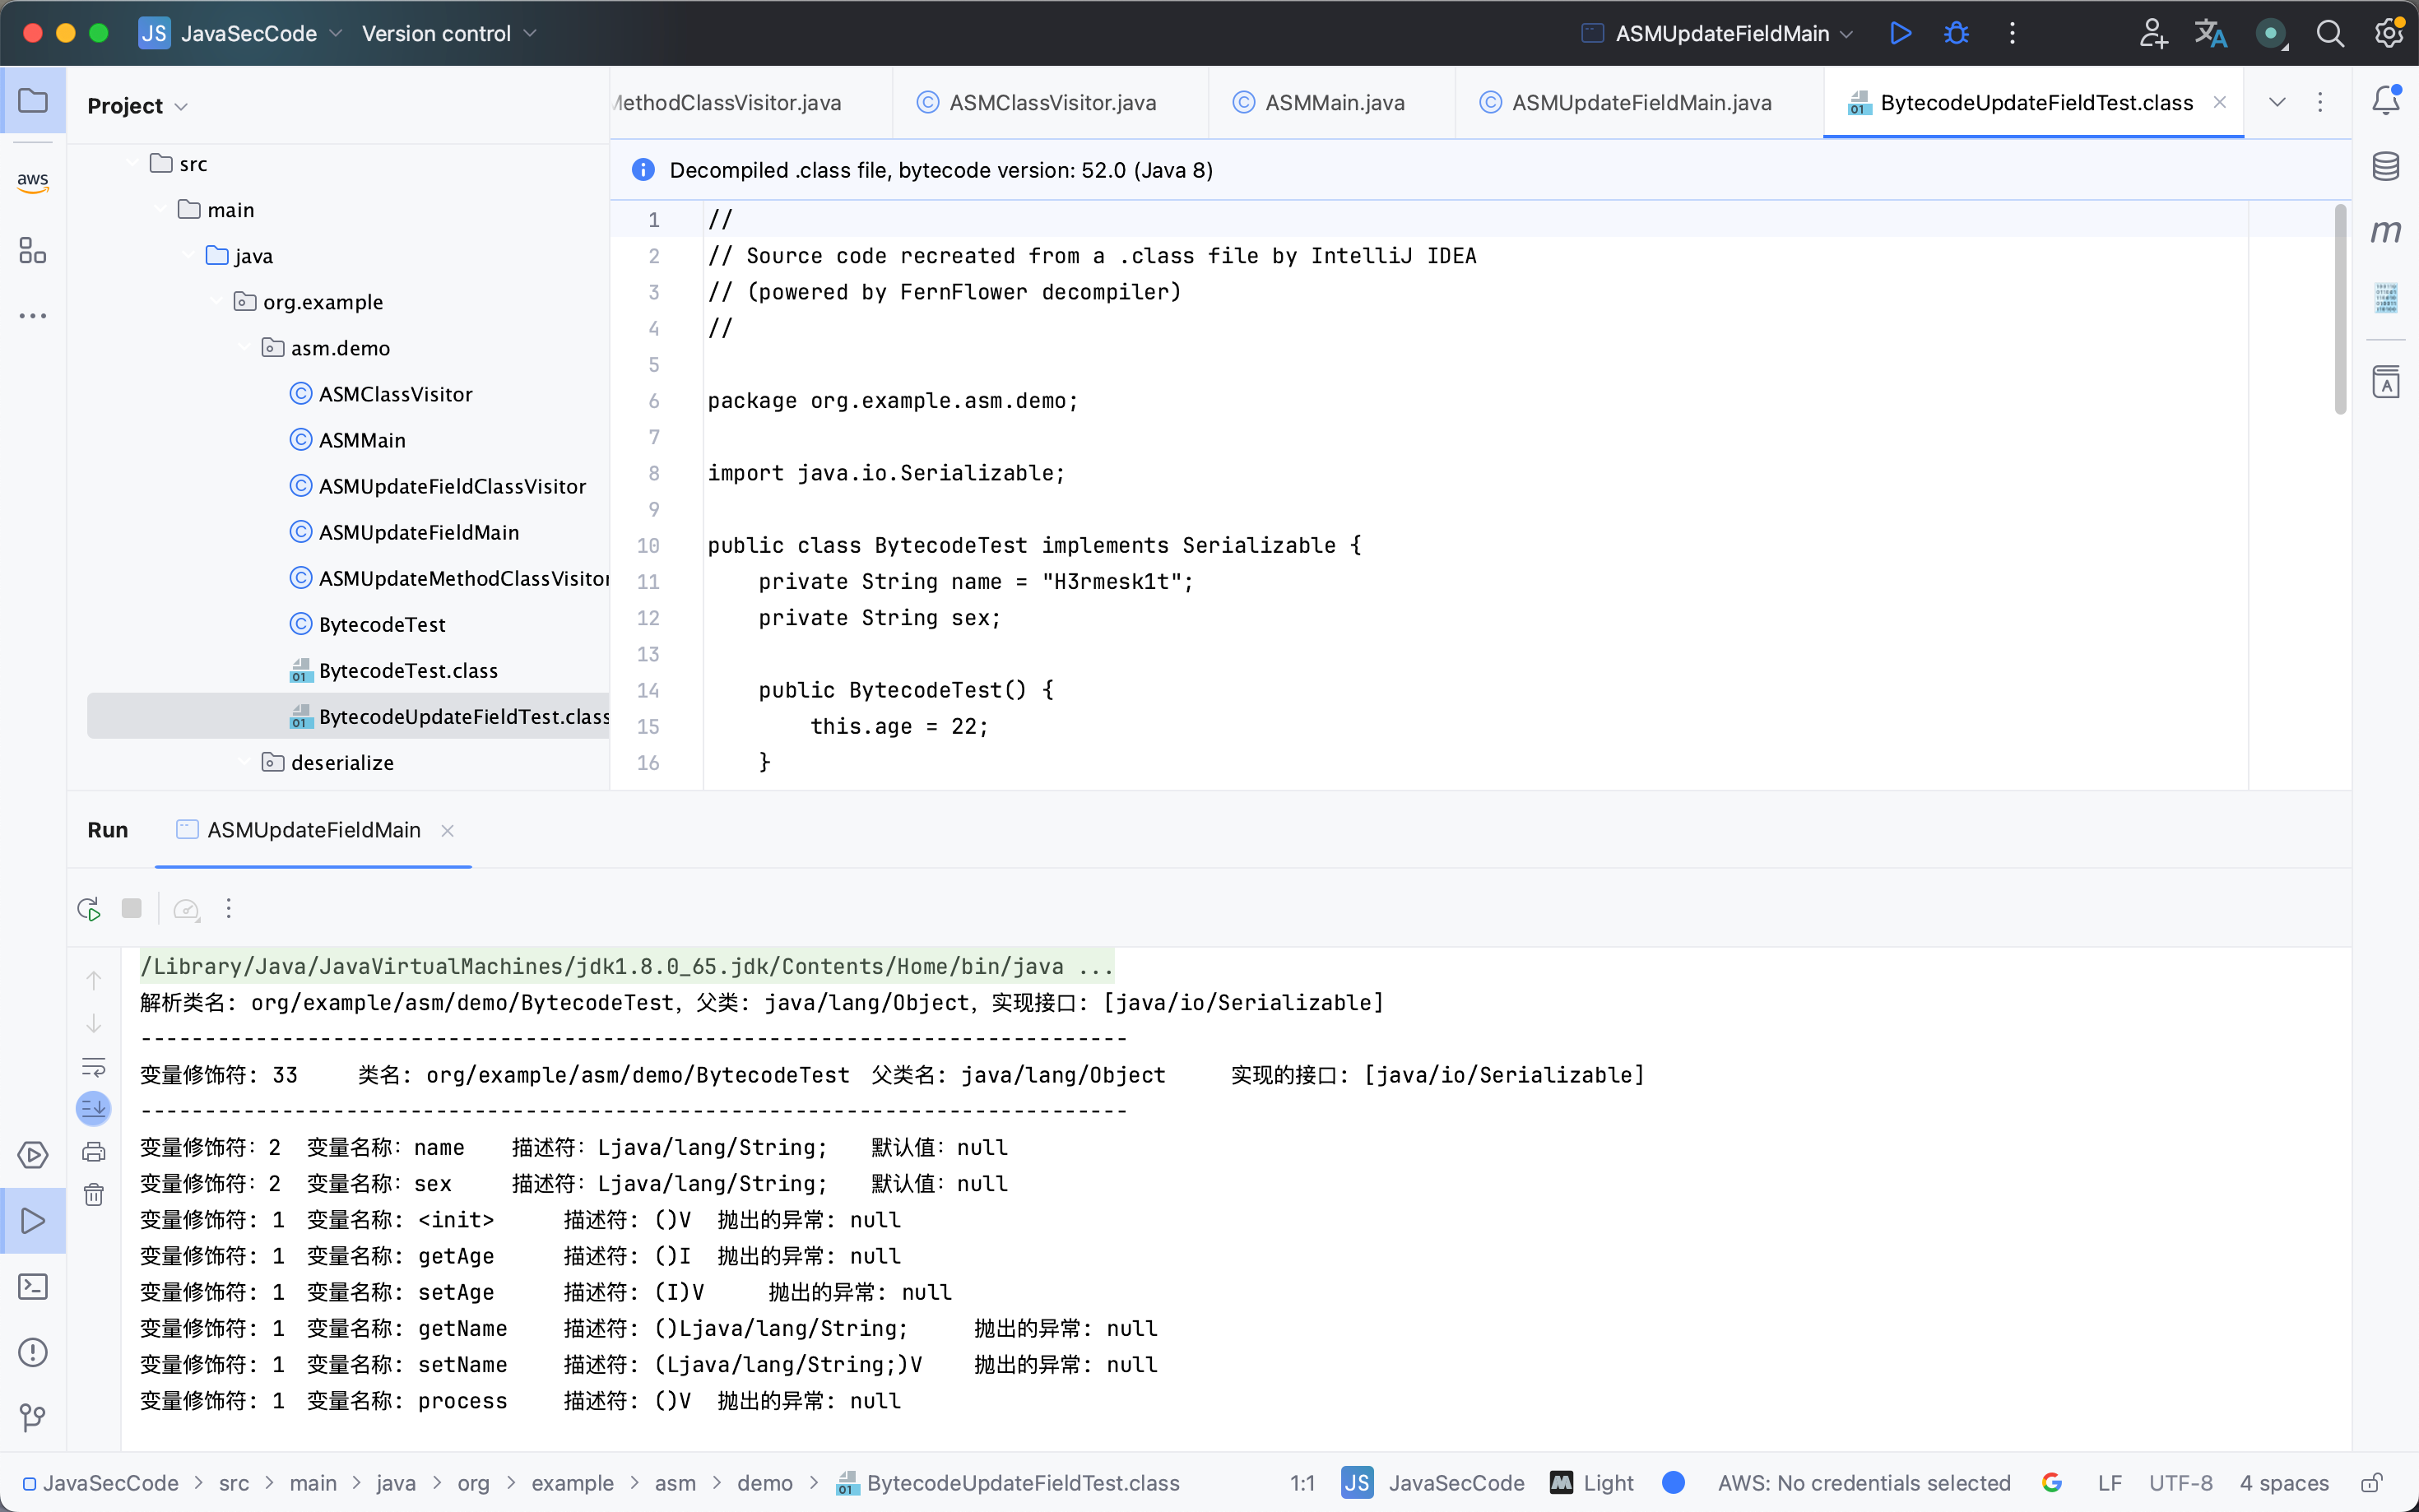 JS JavaSecCode Version control ASMUpdateFieldMain
Project
MethodClassVisitor.java ASMClassVisitor.java ASMMain.java ASMUpdateFieldMain.java BytecodeUpdateFieldTest.class
aws
src
main
java
org.example
asm.demo
ASMClassVisitor
ASMMain
ASMUpdateFieldClassVisitor
ASMUpdateFieldMain
ASMUpdateMethodClassVisitor
BytecodeTest
BytecodeTest.class
BytecodeUpdateFieldTest.class
deserialize
Decompiled .class file, bytecode version: 52.0 (Java 8)
1 //
2 // Source code recreated from a .class file by IntelliJ IDEA
3 // (powered by FernFlower decompiler)
4 //
5
6 package org.example.asm.demo;
7
8 import java.io.Serializable;
9
10 public class BytecodeTest implements Serializable {
11 private String name = "H3rmesk1t";
12 private String sex;
13
14 public BytecodeTest() {
15 this.age = 22;
16 }
Run ASMUpdateFieldMain
/Library/Java/JavaVirtualMachines/jdk1.8.0_65.jdk/Contents/Home/bin/java ...
解析类名: org/example/asm/demo/BytecodeTest, 父类: java/lang/Object, 实现接口: [java/io/Serializable]
-----------------------------------------------------------------------------
变量修饰符: 33 类名: org/example/asm/demo/BytecodeTest 父类名: java/lang/Object 实现的接口: [java/io/Serializable]
-----------------------------------------------------------------------------
变量修饰符: 2 变量名称: name 描述符: Ljava/lang/String; 默认值: null
变量修饰符: 2 变量名称: sex 描述符: Ljava/lang/String; 默认值: null
变量修饰符: 1 变量名称: <init> 描述符: ()V 抛出的异常: null
变量修饰符: 1 变量名称: getAge 描述符: ()I 抛出的异常: null
变量修饰符: 1 变量名称: setAge 描述符: (I)V 抛出的异常: null
变量修饰符: 1 变量名称: getName 描述符: ()Ljava/lang/String; 抛出的异常: null
变量修饰符: 1 变量名称: setName 描述符: (Ljava/lang/String;)V 抛出的异常: null
变量修饰符: 1 变量名称: process 描述符: ()V 抛出的异常: null
JavaSecCode > src > main > java > org > example > asm > demo > BytecodeUpdateFieldTest.class 1:1 JS JavaSecCode Light AWS: No credentials selected LF UTF-8 4 spaces